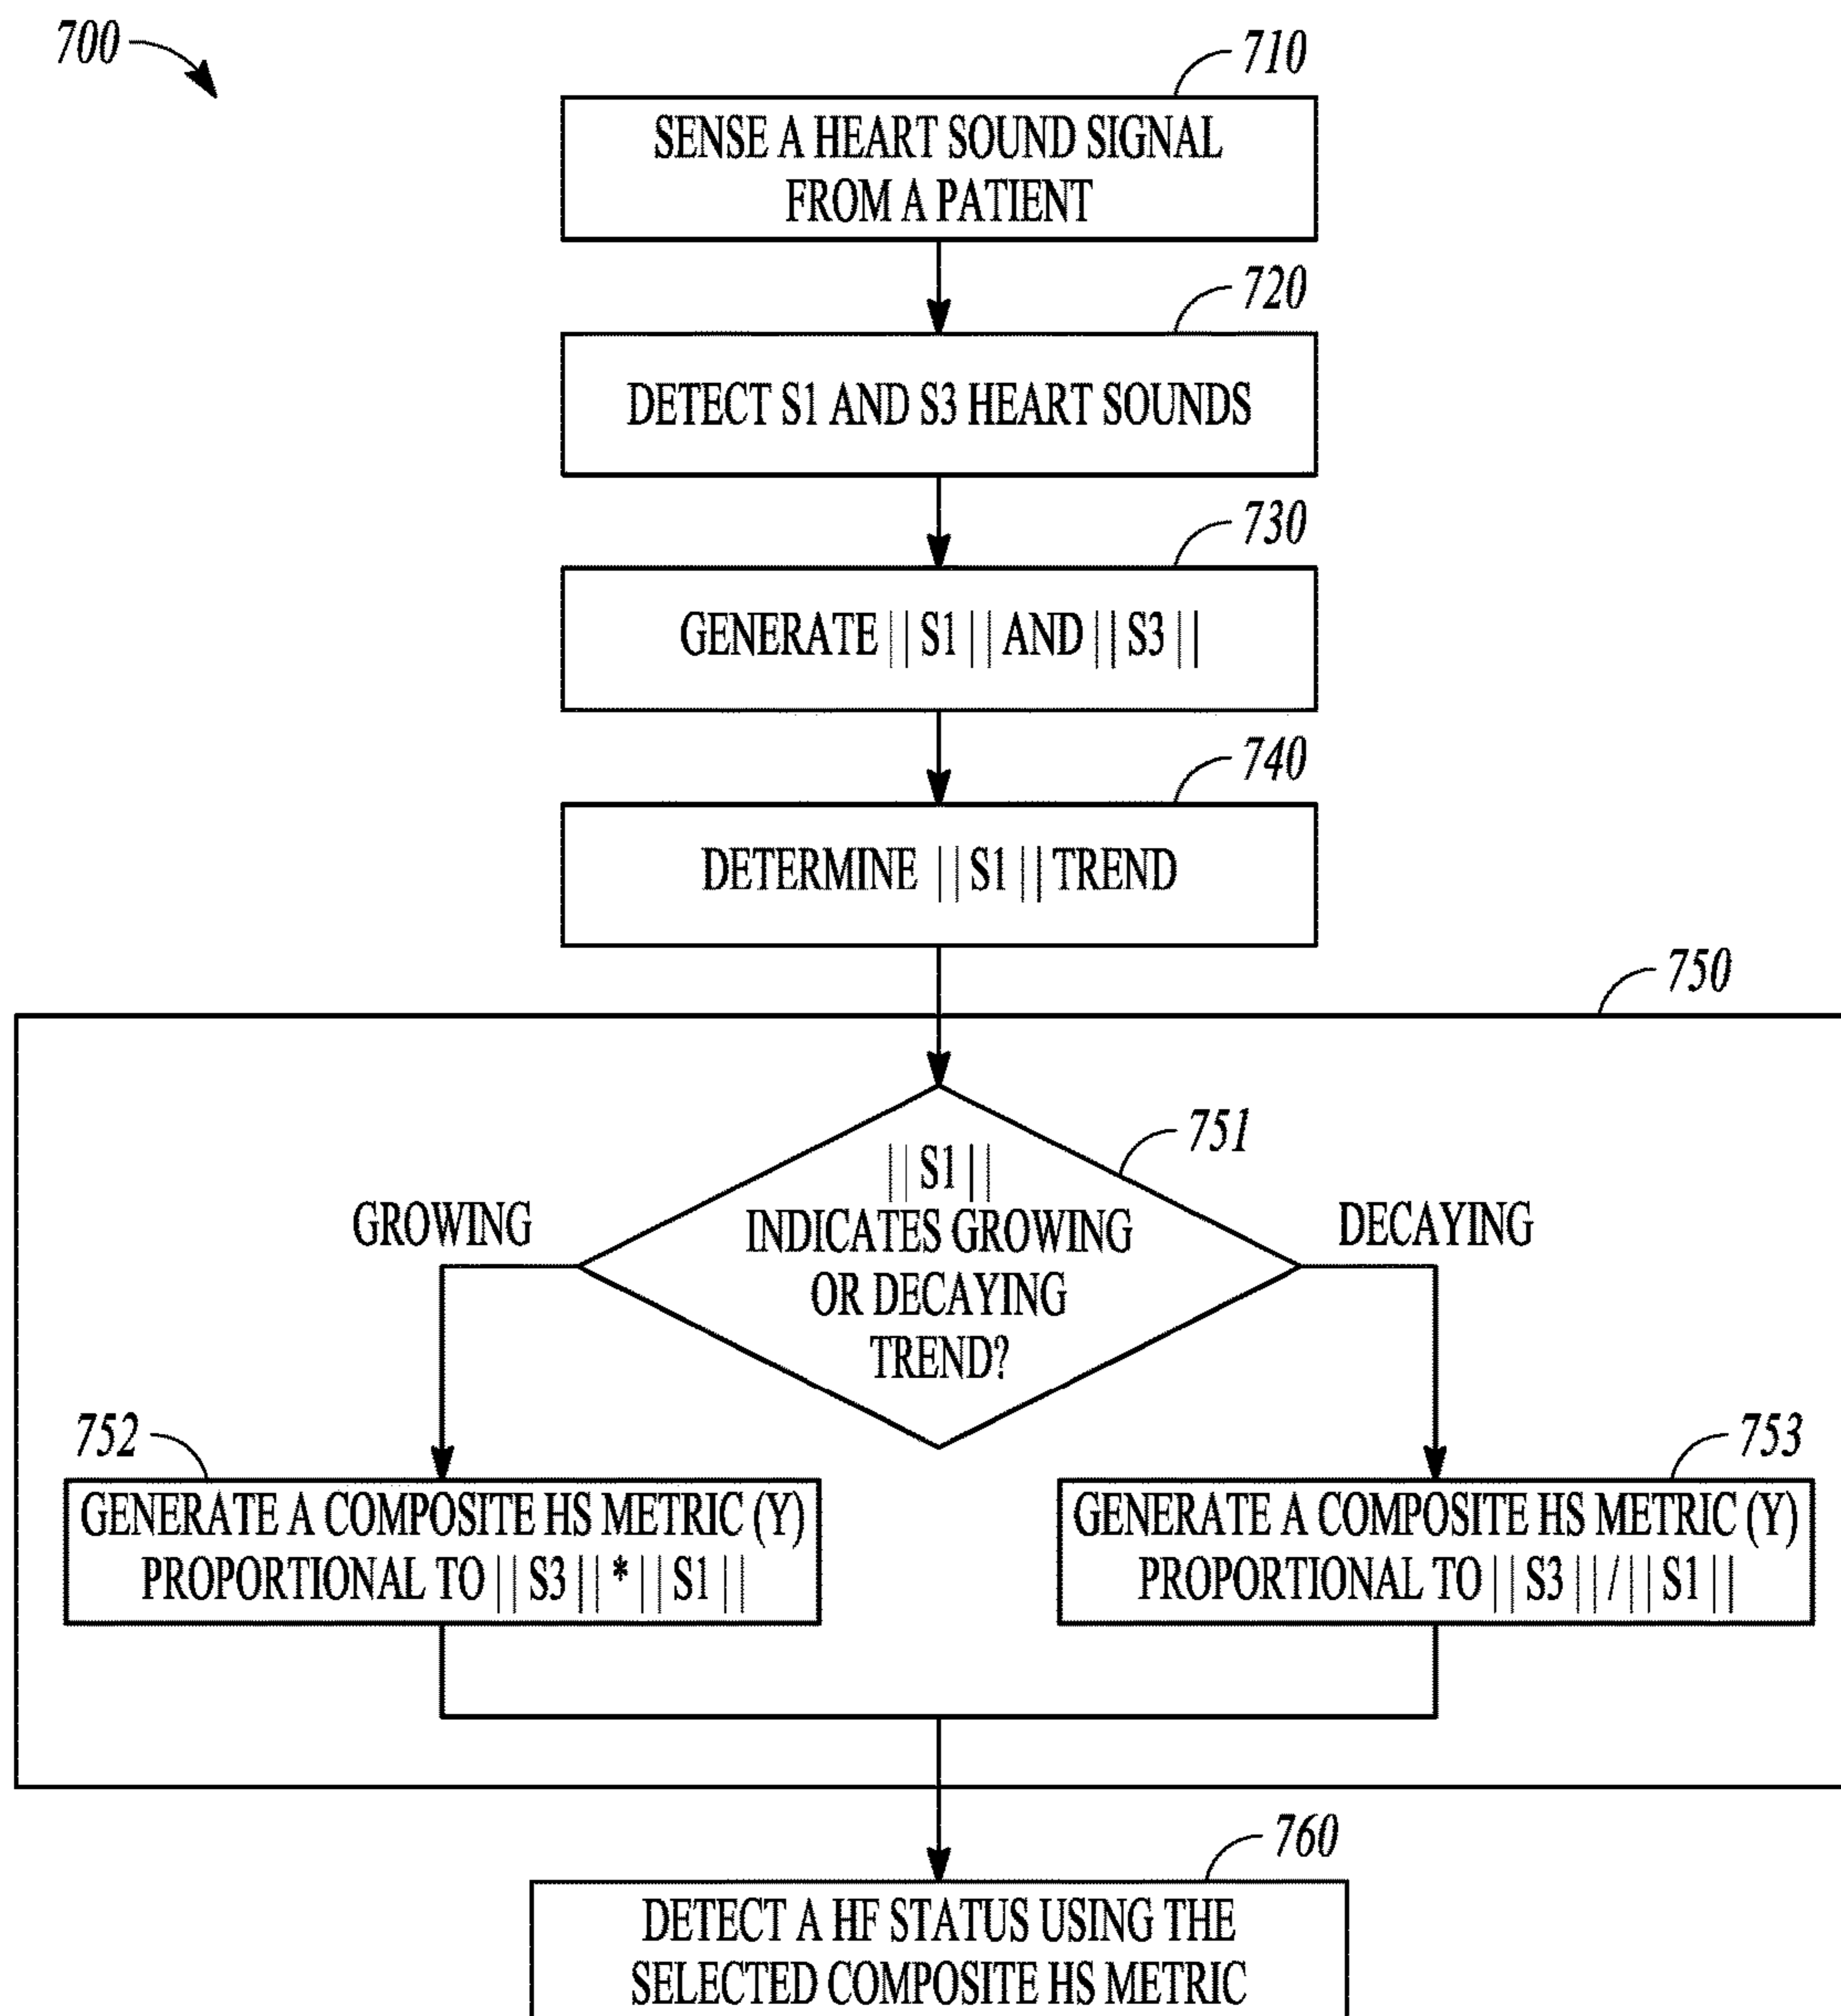 700
710
SENSE A HEART SOUND SIGNAL
FROM A PATIENT
720
DETECT S1 AND S3 HEART SOUNDS
730
GENERATE || S1 || AND || S3 ||
740
DETERMINE || S1 || TREND
750
751
|| S1 ||
INDICATES GROWING
OR DECAYING
TREND?
GROWING
DECAYING
752
GENERATE A COMPOSITE HS METRIC (Y)
PROPORTIONAL TO || S3 || * || S1 ||
753
GENERATE A COMPOSITE HS METRIC (Y)
PROPORTIONAL TO || S3 || / || S1 ||
760
DETECT A HF STATUS USING THE
SELECTED COMPOSITE HS METRIC